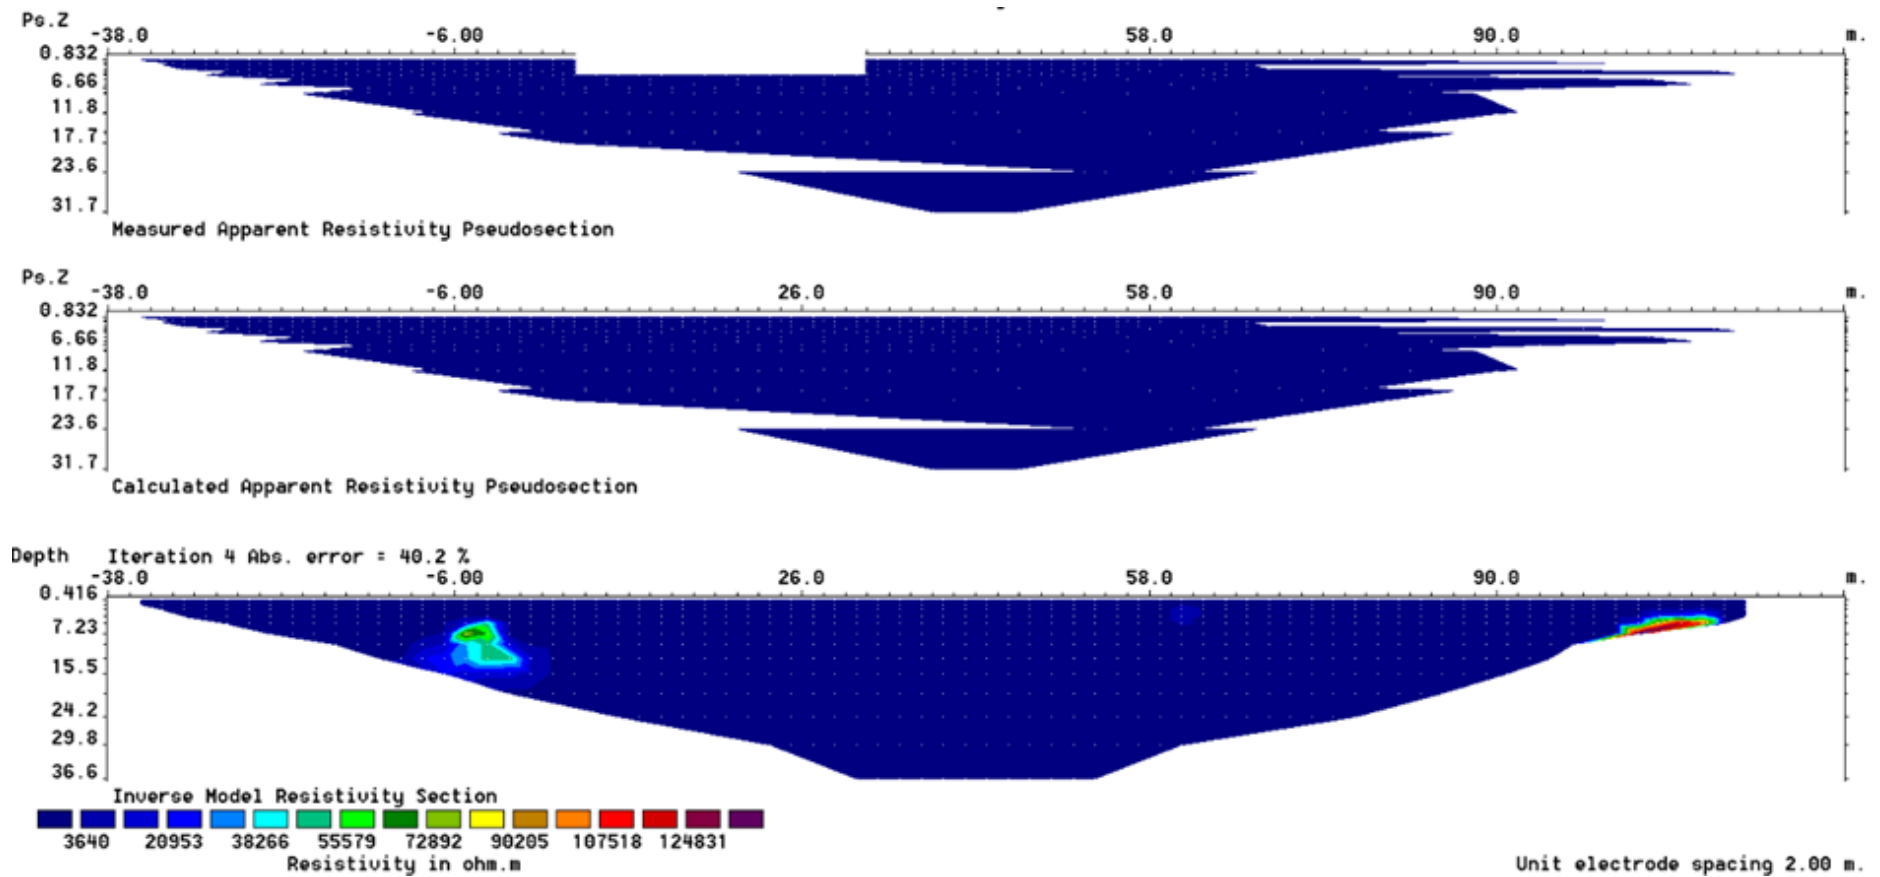 Ps.Z
-38.0 -6.00 58.0 90.0 m.
0.832
6.66
11.8
17.7
23.6
31.7
Measured Apparent Resistivity Pseudosection
Ps.Z
-38.0 -6.00 26.0 58.0 90.0 m.
0.832
6.66
11.8
17.7
23.6
31.7
Calculated Apparent Resistivity Pseudosection
Depth Iteration 4 Abs. error = 40.2 %
-38.0 -6.00 26.0 58.0 90.0 m.
0.416
7.23
15.5
24.2
29.8
36.6
Inverse Model Resistivity Section
3640 20953 38266 55579 72892 90205 107518 124831
Resistivity in ohm.m
Unit electrode spacing 2.00 m.